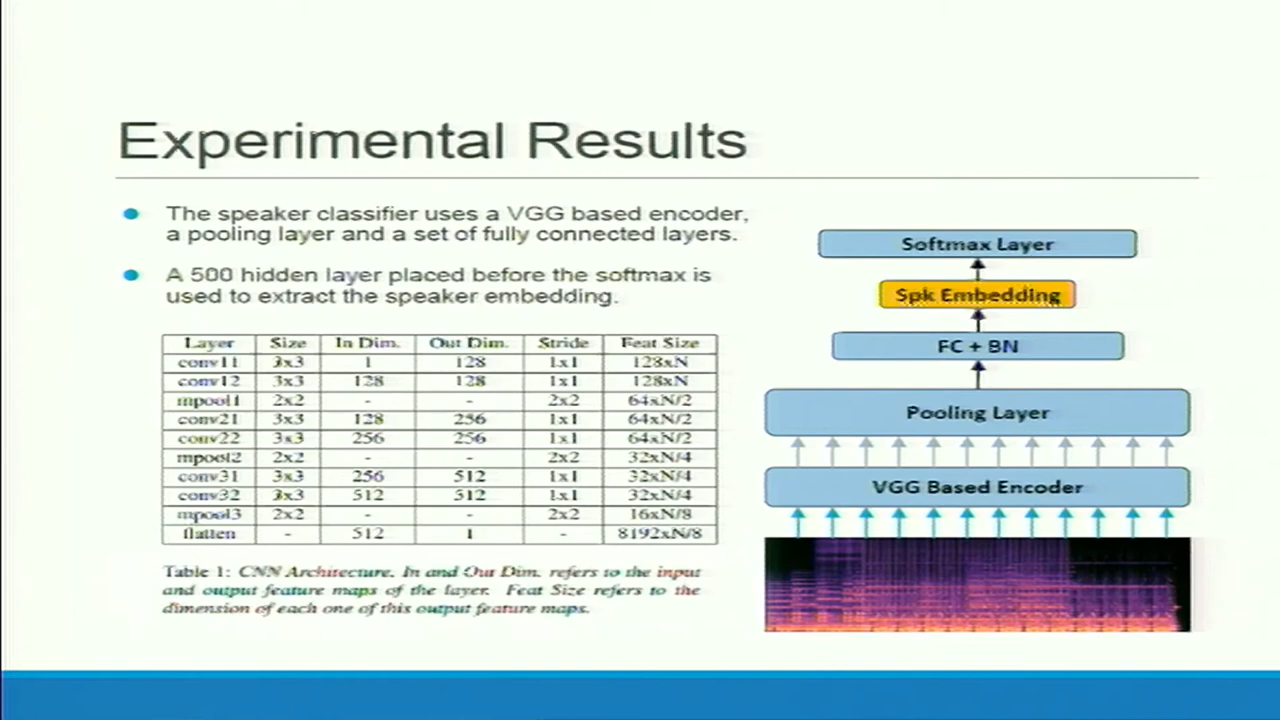 Experimental Results
The speaker classifier uses a VGG based encoder,
a pooling layer and a set of fully connected layers.
A 500 hidden layer placed before the softmax is
used to extract the speaker embedding.
Layer Size In Dim. Out Dim. Stride Feat Size
conv11 3x3 1 128 1x1 128xN
conv12 3x3 128 128 1x1 128xN
mpool1 2x2 - - 2x2 64xN/2
conv21 3x3 128 256 1x1 64xN/2
conv22 3x3 256 256 1x1 64xN/2
mpool2 2x2 - - 2x2 32xN/4
conv31 3x3 256 512 1x1 32xN/4
conv32 3x3 512 512 1x1 32xN/4
mpool3 2x2 - - 2x2 16xN/8
flatten - 512 1 - 8192xN/8
Table 1: CNN Architecture. In and Out Dim. refers to the input
and output feature maps of the layer. Feat Size refers to the
dimension of each one of this output feature maps.
Softmax Layer
Spk Embedding
FC + BN
Pooling Layer
VGG Based Encoder